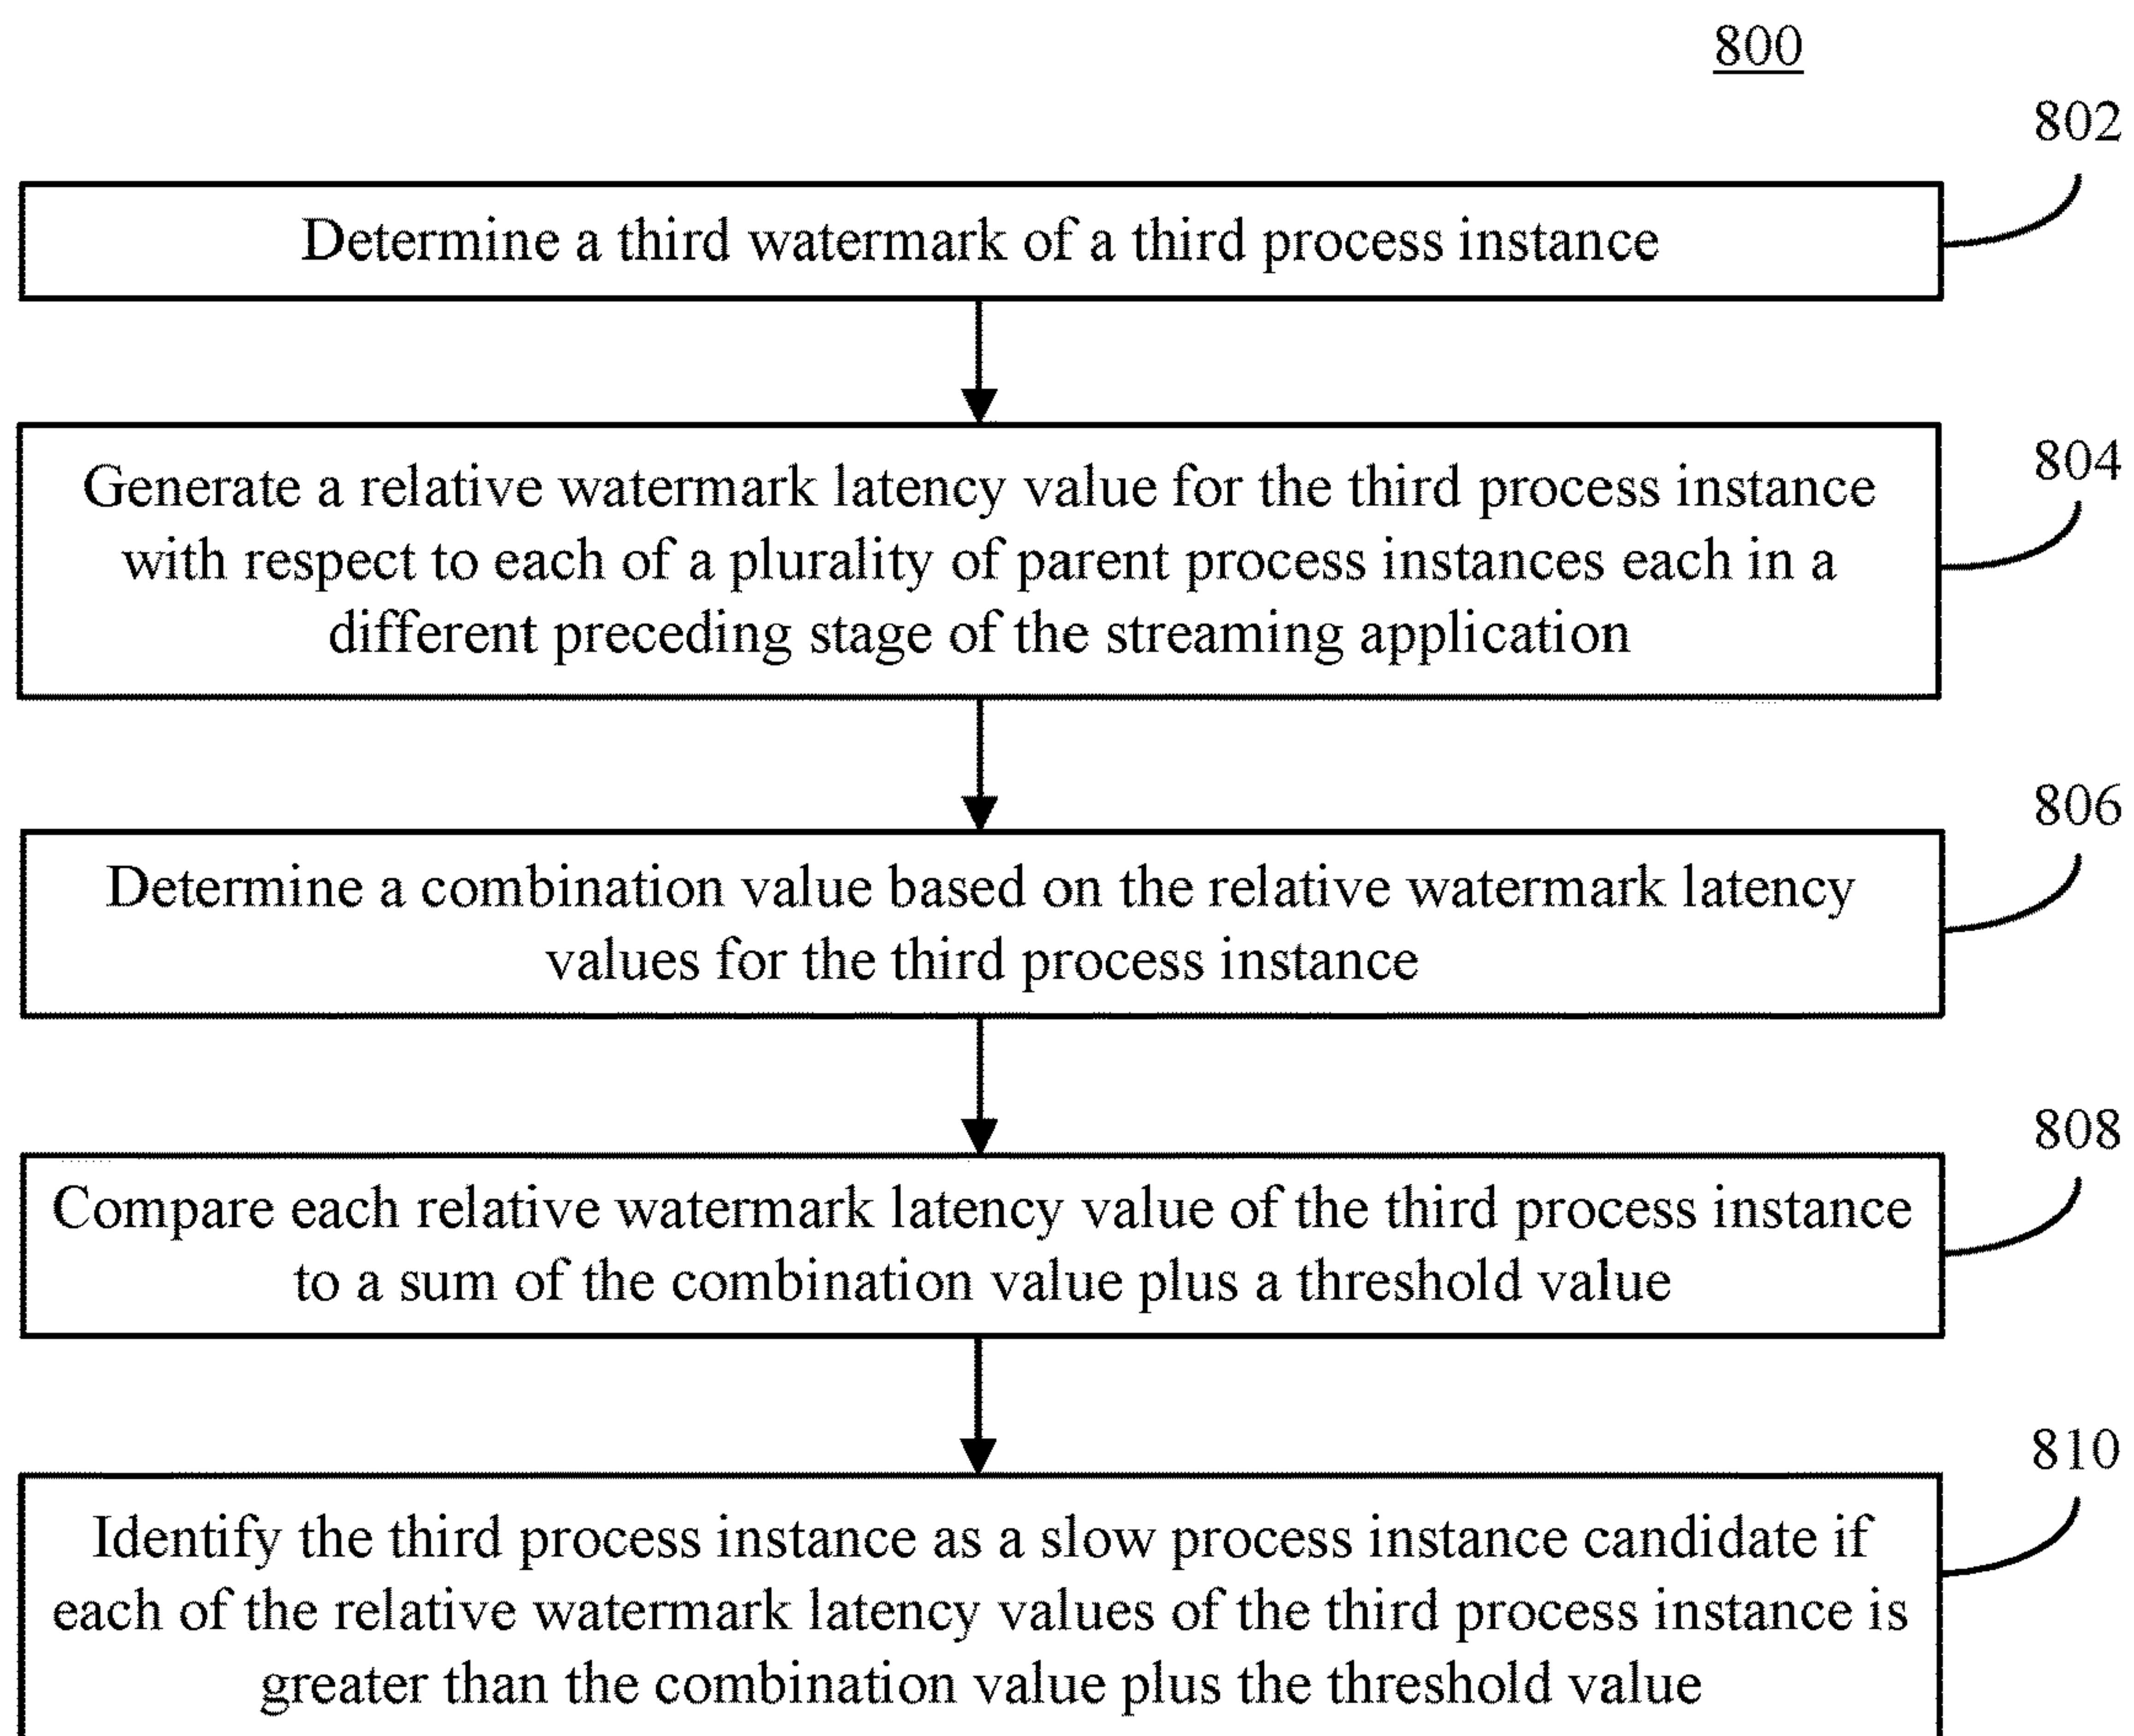 800
802
Determine a third watermark of a third process instance
804
Generate a relative watermark latency value for the third process instance
with respect to each of a plurality of parent process instances each in a
different preceding stage of the streaming application
806
Determine a combination value based on the relative watermark latency
values for the third process instance
808
Compare each relative watermark latency value of the third process instance
to a sum of the combination value plus a threshold value
810
Identify the third process instance as a slow process instance candidate if
each of the relative watermark latency values of the third process instance is
greater than the combination value plus the threshold value